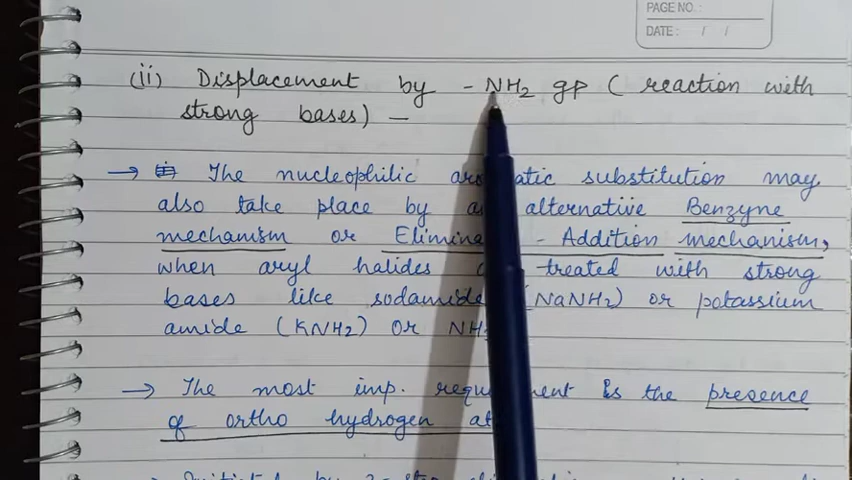 PAGE NO.:
DATE: / /
(ii) Displacement by - NH2 gp ( reaction with
strong bases) —
→ The nucleophilic aromatic substitution may
also take place by alternative Benzyne
mechanism or Elimina - Addition mechanism,
when aryl halides treated with strong
bases like sodamide (NaNH2) or potassium
amide (KNH2) or NH
→ The most imp. requ ent is the presence
of ortho hydrogen at